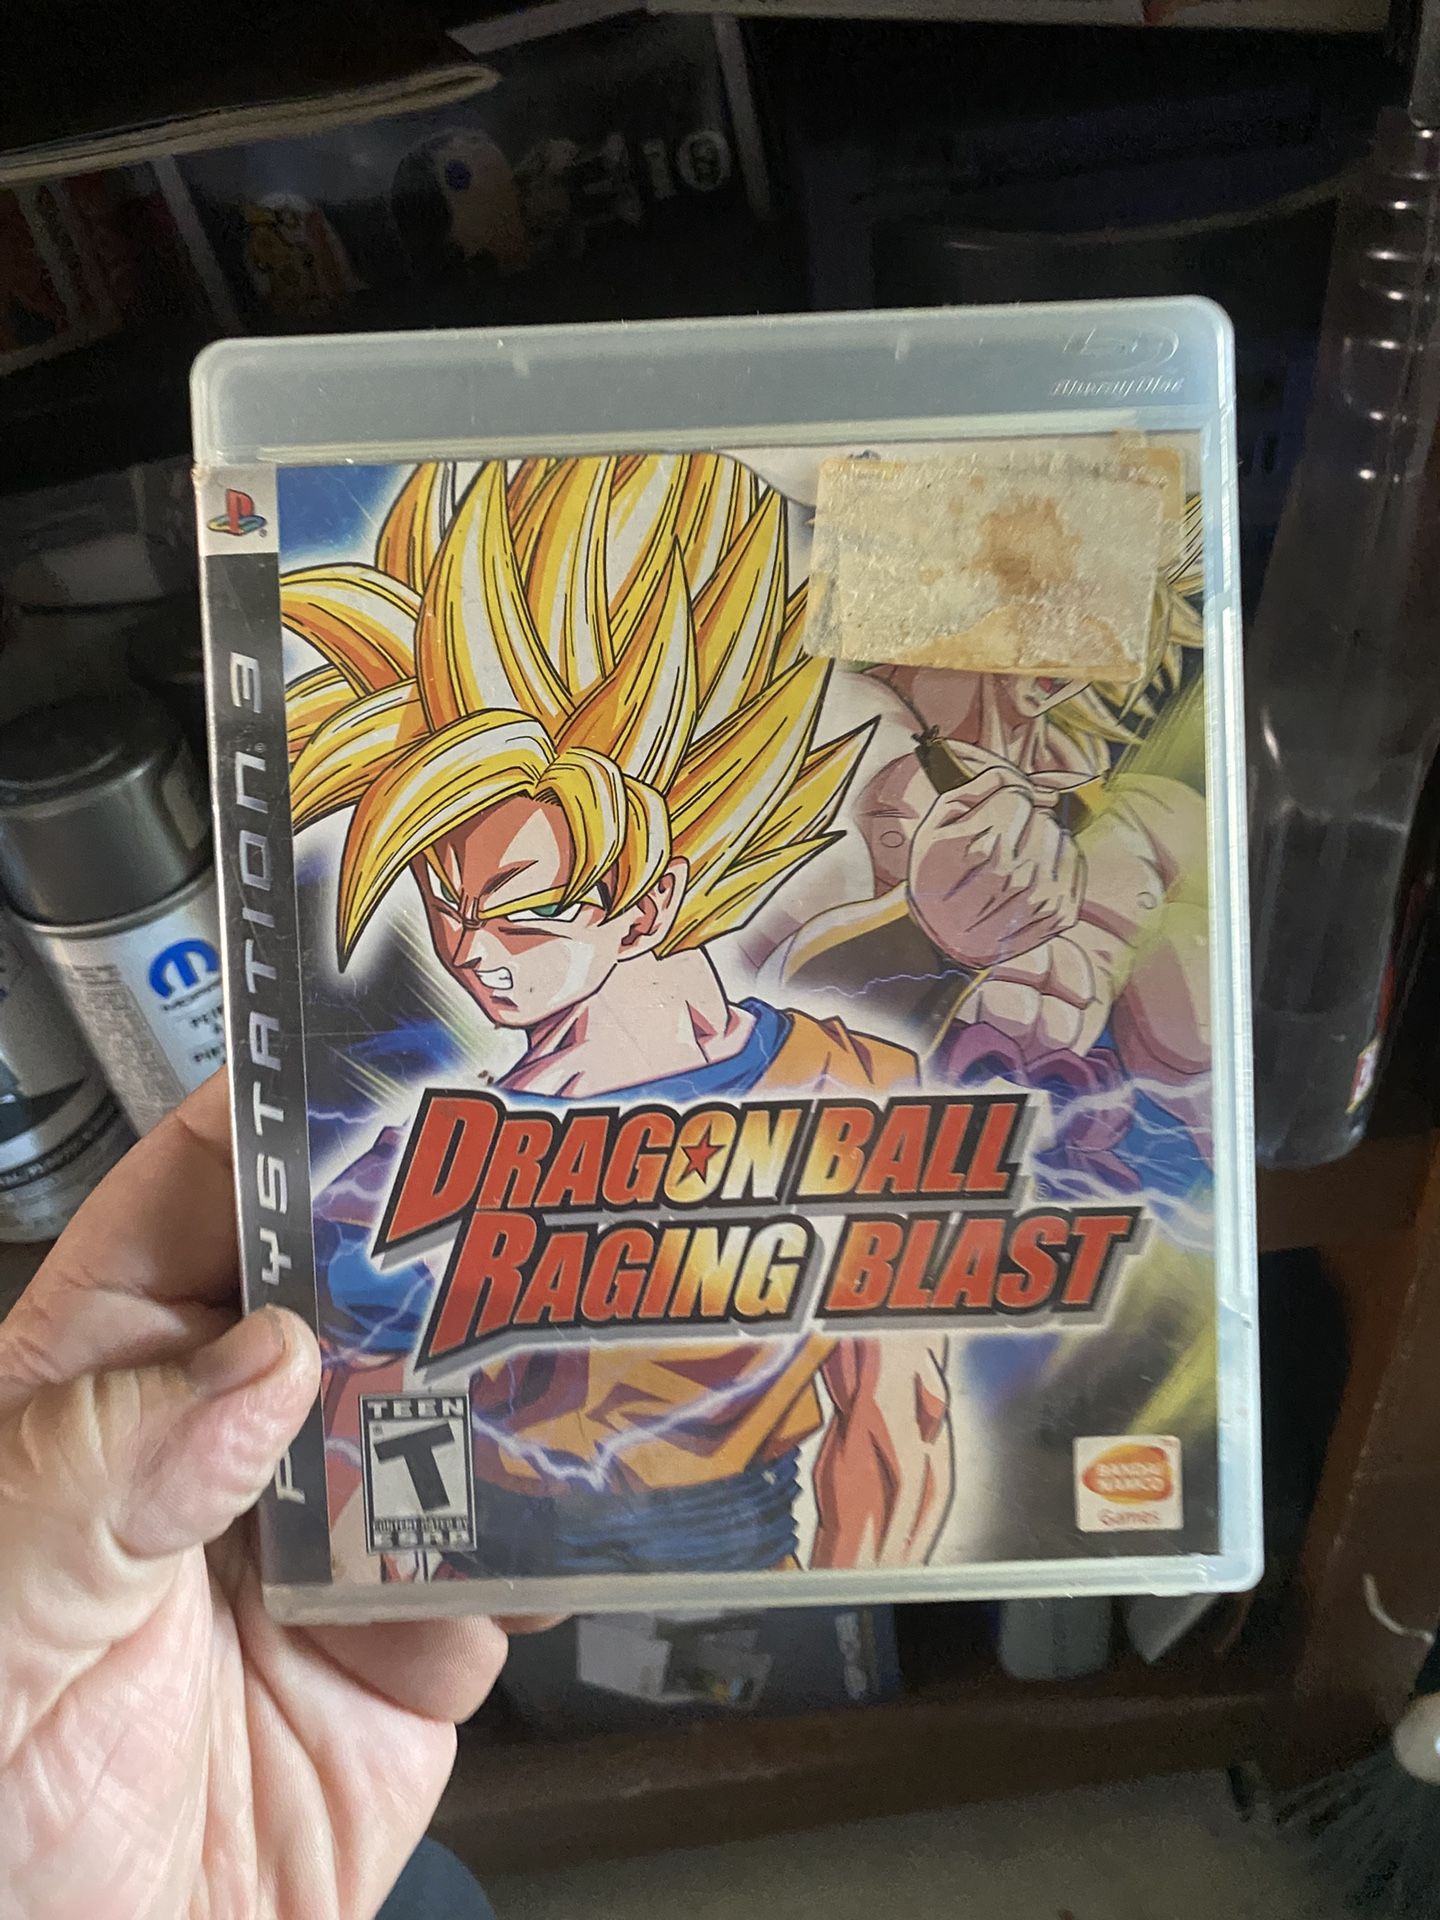 Blu-ray Disc
PLAYSTATION 3
DRAGON BALL
RAGING BLAST
TEEN
T
CONTENT RATED BY
ESRB
BANDAI
NAMCO
Games